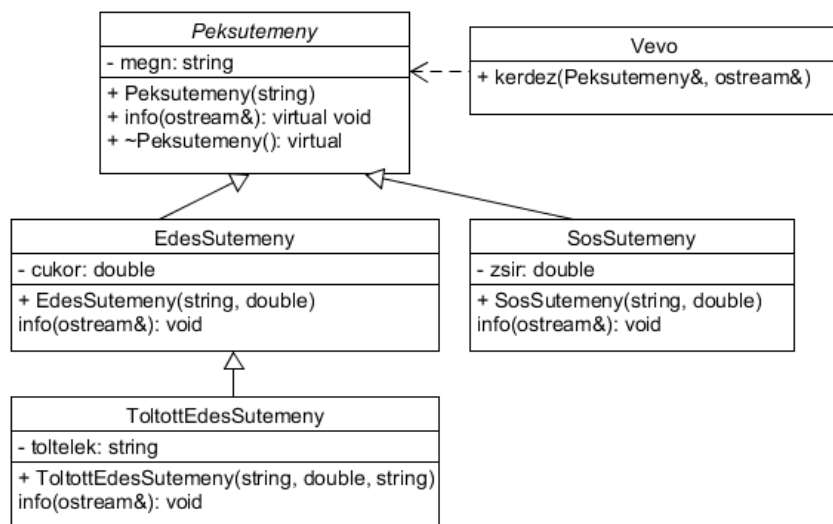 Peksutemeny
- megn: string
+ Peksutemeny(string)
+ info(ostream&): virtual void
+ ~Peksutemeny(): virtual
Vevo
+ kerdez(Peksutemeny&, ostream&)
EdesSutemeny
- cukor: double
+ EdesSutemeny(string, double)
info(ostream&): void
SosSutemeny
- zsir: double
+ SosSutemeny(string, double)
info(ostream&): void
ToltottEdesSutemeny
- toltelek: string
+ ToltottEdesSutemeny(string, double, string)
info(ostream&): void